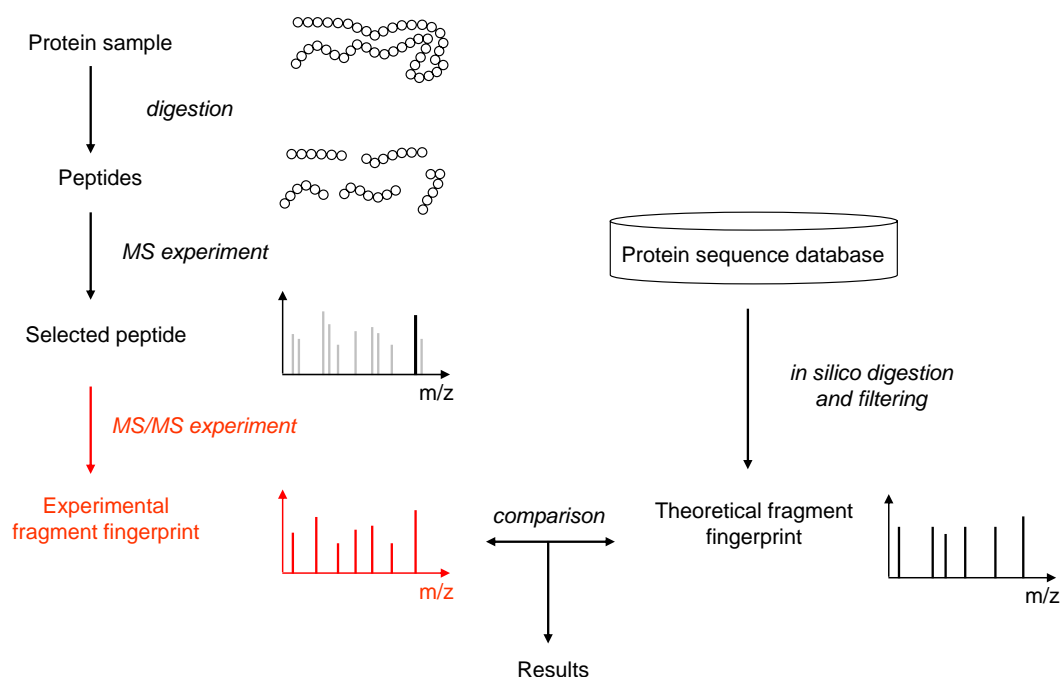 Protein sample
digestion
Peptides
MS experiment
Selected peptide
m/z
MS/MS experiment
Experimental
fragment fingerprint
m/z
Protein sequence database
in silico digestion
and filtering
comparison
Theoretical fragment
fingerprint
m/z
Results